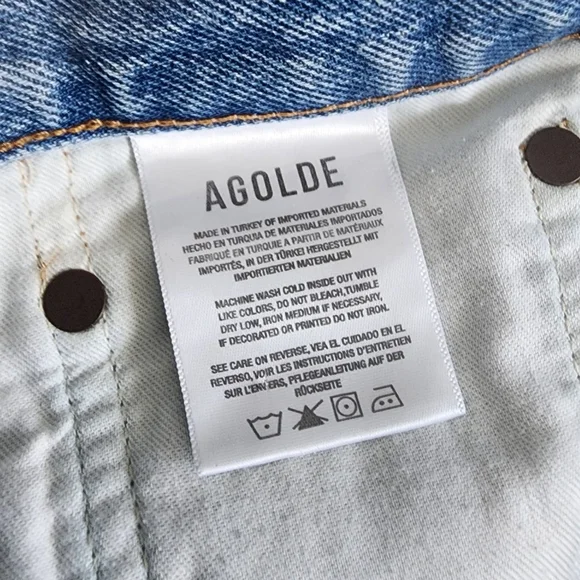 AGOLDE
MADE IN TURKEY OF IMPORTED MATERIALS
HECHO EN TURQUIA DE MATERIALES IMPORTADOS
FABRIQUÉ EN TURQUIE A PARTIR DE MATÉRIAUX
IMPORTÉS, IN DER TÜRKEI HERGESTELLT MIT
IMPORTIERTEN MATERIALIEN
MACHINE WASH COLD INSIDE OUT WITH
LIKE COLORS, DO NOT BLEACH,TUMBLE
DRY LOW, IRON MEDIUM IF NECESSARY,
IF DECORATED OR PRINTED DO NOT IRON.
SEE CARE ON REVERSE, VEA EL CUIDADO EN EL
REVERSO, VOIR LES INSTRUCTIONS D'ENTRETIEN
SUR L'ENVERS, PFLEGEANLEITUNG AUF DER
RÜCKSEITE